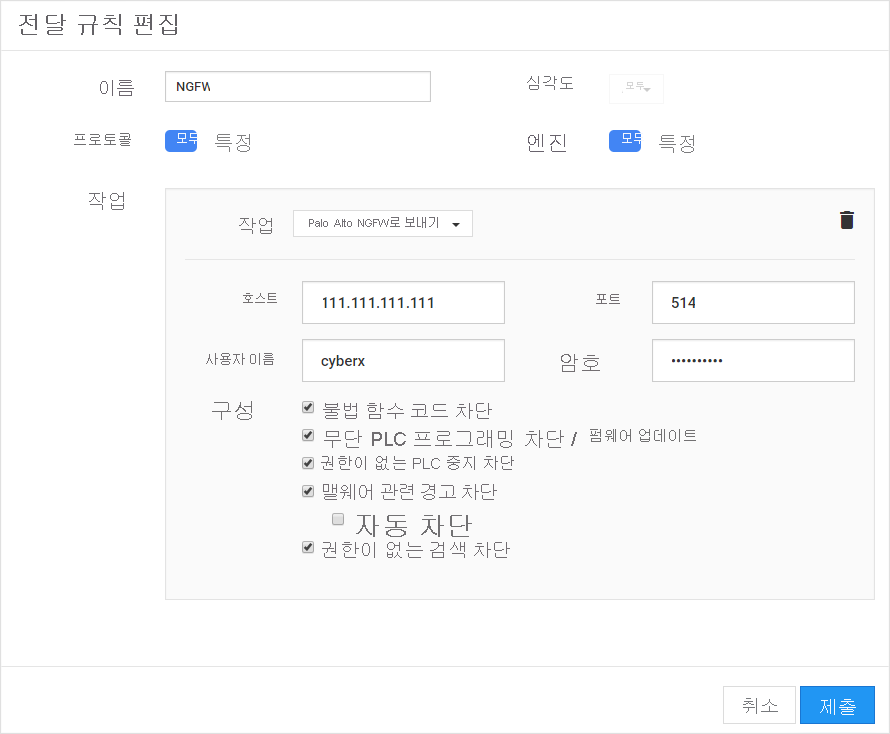 전달 규칙 편집
이름 NGFW 심각도 모두
프로토콜 모두 특정 엔진 모두 특정
작업
작업 Palo Alto NGFW로 보내기
호스트 111.111.111.111 포트 514
사용자 이름 cyberx 암호 ••••••••••
구성 불법 함수 코드 차단
무단 PLC 프로그래밍 차단 / 펌웨어 업데이트
권한이 없는 PLC 중지 차단
맬웨어 관련 경고 차단
자동 차단
권한이 없는 검색 차단
취소 제출